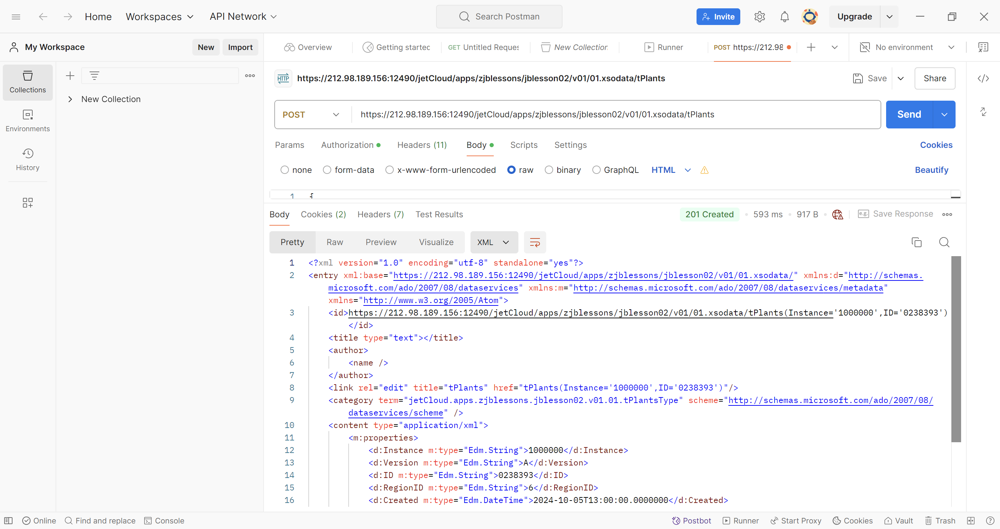 Home Workspaces API Network Search Postman Invite Upgrade
My Workspace New Import Overview Getting started GET Untitled Reques New Collection Runner POST https://212.98 No environment
Collections
Environments
History
New Collection
HTTP https://212.98.189.156:12490/jetCloud/apps/zjblessons/jblesson02/v01/01.xsodata/tPlants Save Share
POST https://212.98.189.156:12490/jetCloud/apps/zjblessons/jblesson02/v01/01.xsodata/tPlants Send
Params Authorization Headers (11) Body Scripts Settings Cookies
none form-data x-www-form-urlencoded raw binary GraphQL HTML Beautify
1 {
Body Cookies (2) Headers (7) Test Results 201 Created 593 ms 917 B e.g. Save Response
Pretty Raw Preview Visualize XML
1 <?xml version="1.0" encoding="utf-8" standalone="yes"?>
2 <entry xml:base="https://212.98.189.156:12490/jetCloud/apps/zjblessons/jblesson02/v01/01.xsodata/" xmlns:d="http://schemas.
microsoft.com/ado/2007/08/dataservices" xmlns:m="http://schemas.microsoft.com/ado/2007/08/dataservices/metadata"
xmlns="http://www.w3.org/2005/Atom">
3 <id>https://212.98.189.156:12490/jetCloud/apps/zjblessons/jblesson02/v01/01.xsodata/tPlants(Instance='1000000',ID='0238393')
</id>
4 <title type="text"></title>
5 <author>
6 <name />
7 </author>
8 <link rel="edit" title="tPlants" href="tPlants(Instance='1000000',ID='0238393')"/>
9 <category term="jetCloud.apps.zjblessons.jblesson02.v01.01.tPlantsType" scheme="http://schemas.microsoft.com/ado/2007/08/
dataservices/scheme" />
10 <content type="application/xml">
11 <m:properties>
12 <d:Instance m:type="Edm.String">1000000</d:Instance>
13 <d:Version m:type="Edm.String">A</d:Version>
14 <d:ID m:type="Edm.String">0238393</d:ID>
15 <d:RegionID m:type="Edm.String">6</d:RegionID>
16 <d:Created m:type="Edm.DateTime">2024-10-05T13:00:00.0000000</d:Created>
Online Find and replace Console Postbot Runner Start Proxy Cookies Vault Trash